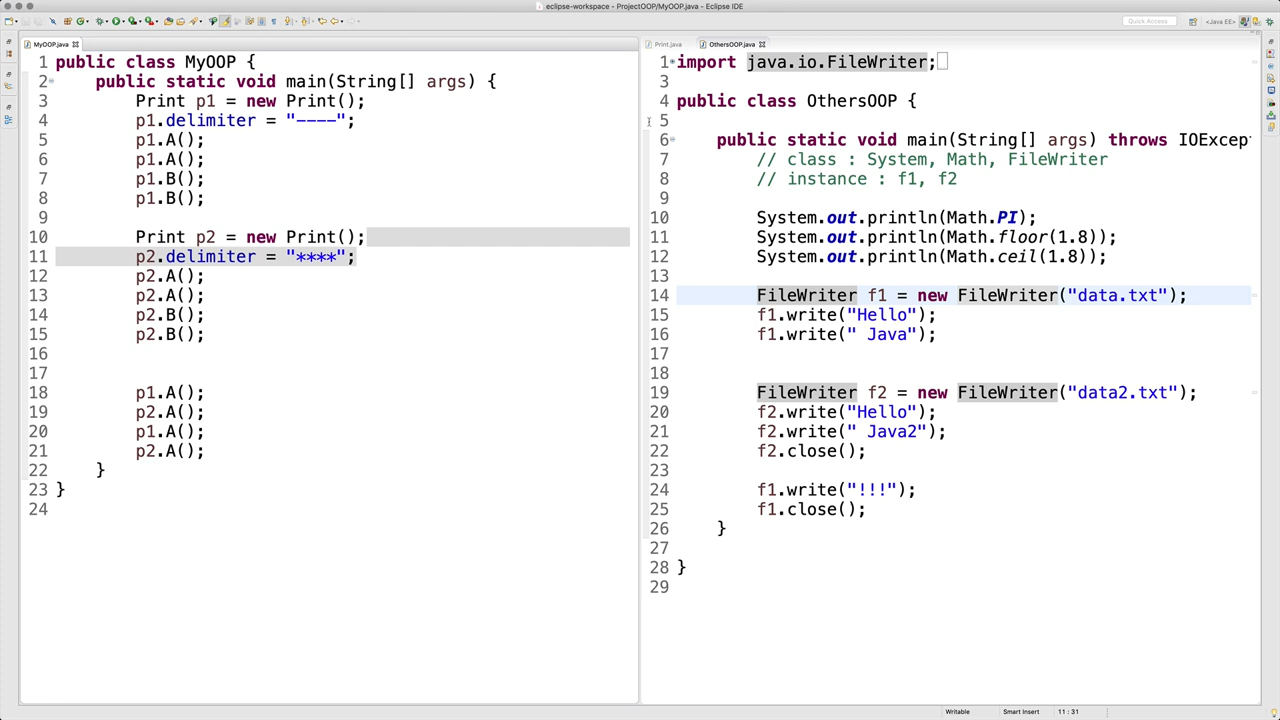 eclipse-workspace - ProjectOOP/MyOOP.java - Eclipse IDE
Quick Access
<Java EE>
MyOOP.java
1 public class MyOOP {
2 public static void main(String[] args) {
3 Print p1 = new Print();
4 p1.delimiter = "----";
5 p1.A();
6 p1.A();
7 p1.B();
8 p1.B();
9
10 Print p2 = new Print();
11 p2.delimiter = "****";
12 p2.A();
13 p2.A();
14 p2.B();
15 p2.B();
16
17
18 p1.A();
19 p2.A();
20 p1.A();
21 p2.A();
22 }
23 }
24
Print.java
OthersOOP.java
1 import java.io.FileWriter;
3
4 public class OthersOOP {
5
6 public static void main(String[] args) throws IOExcep
7 // class : System, Math, FileWriter
8 // instance : f1, f2
9
10 System.out.println(Math.PI);
11 System.out.println(Math.floor(1.8));
12 System.out.println(Math.ceil(1.8));
13
14 FileWriter f1 = new FileWriter("data.txt");
15 f1.write("Hello");
16 f1.write(" Java");
17
18
19 FileWriter f2 = new FileWriter("data2.txt");
20 f2.write("Hello");
21 f2.write(" Java2");
22 f2.close();
23
24 f1.write("!!!");
25 f1.close();
26 }
27
28 }
29
Writable
Smart Insert
11 : 31